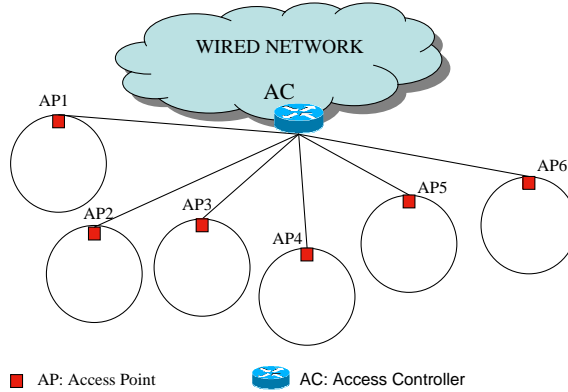 WIRED NETWORK
AC
AP1
AP2
AP3
AP4
AP5
AP6
AP: Access Point
AC: Access Controller